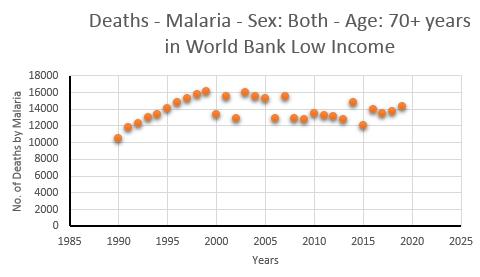 Deaths - Malaria - Sex: Both - Age: 70+ years
in World Bank Low Income
No. of Deaths by Malaria
18000
16000
14000
12000
10000
8000
6000
4000
2000
0
1985 1990 1995 2000 2005 2010 2015 2020 2025
Years